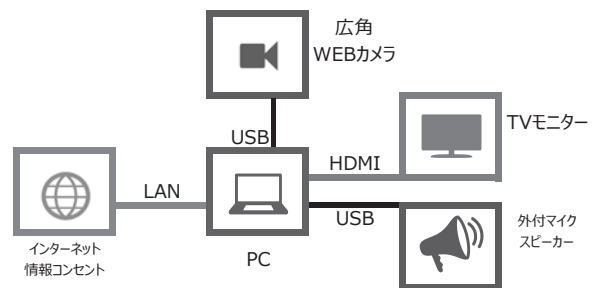 広角
WEBカメラ
USB
TVモニター
HDMI
LAN
USB
外付マイク
スピーカー
インターネット
情報コンセント
PC